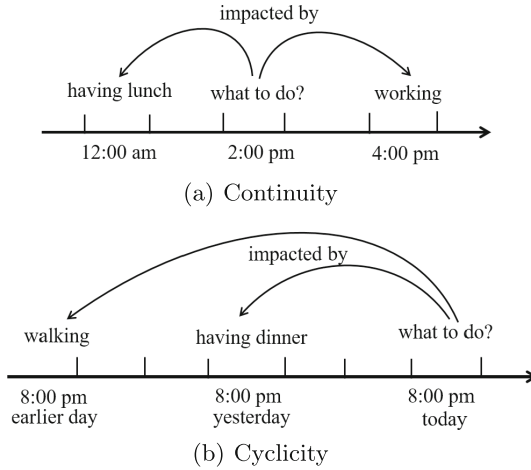 impacted by
having lunch what to do? working
12:00 am 2:00 pm 4:00 pm
(a) Continuity
impacted by
walking having dinner what to do?
8:00 pm 8:00 pm 8:00 pm
earlier day yesterday today
(b) Cyclicity